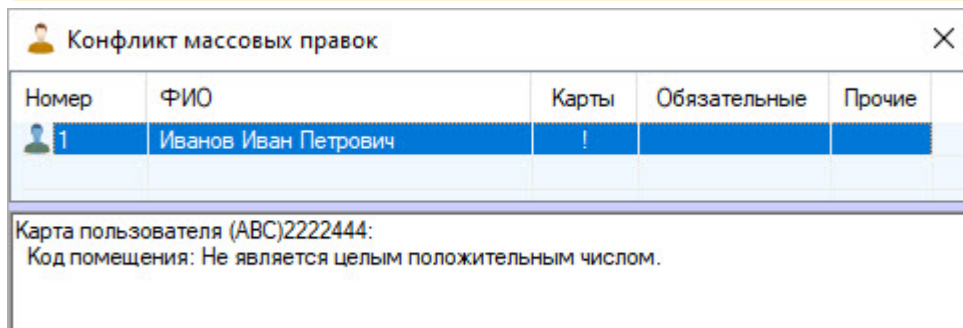 Конфликт массовых правок
Номер ФИО Карты Обязательные Прочие
1 Иванов Иван Петрович !
Карта пользователя (ABC)2222444:
Код помещения: Не является целым положительным числом.